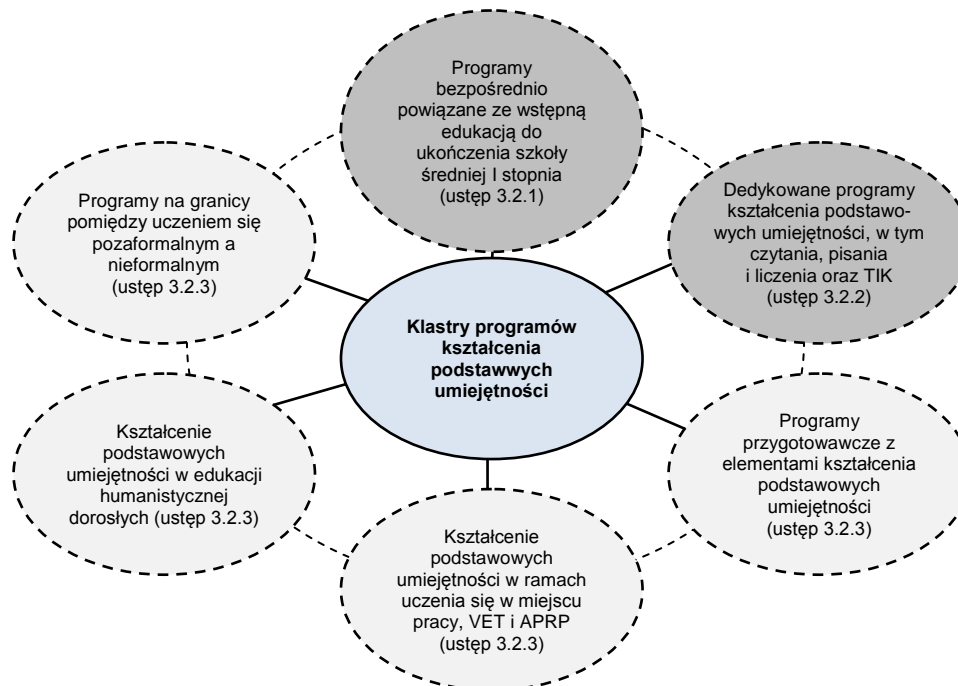 Programy
bezpośrednio
powiązane ze wstępną
edukacją do
ukończenia szkoły
średniej I stopnia
(ustęp 3.2.1)
Programy na granicy
pomiędzy uczeniem się
pozaformalnym a
nieformalnym
(ustęp 3.2.3)
Dedykowane programy
kształcenia podstawo-
wych umiejętności, w tym
czytania, pisania
i liczenia oraz TIK
(ustęp 3.2.2)
Klastry programów
kształcenia
podstawwych
umiejętności
Kształcenie
podstawowych
umiejętności w edukacji
humanistycznej
dorosłych (ustęp 3.2.3)
Programy
przygotowawcze z
elementami kształcenia
podstawowych
umiejętności
(ustęp 3.2.3)
Kształcenie
podstawowych
umiejętności w ramach
uczenia się w miejscu
pracy, VET i APRP
(ustęp 3.2.3)